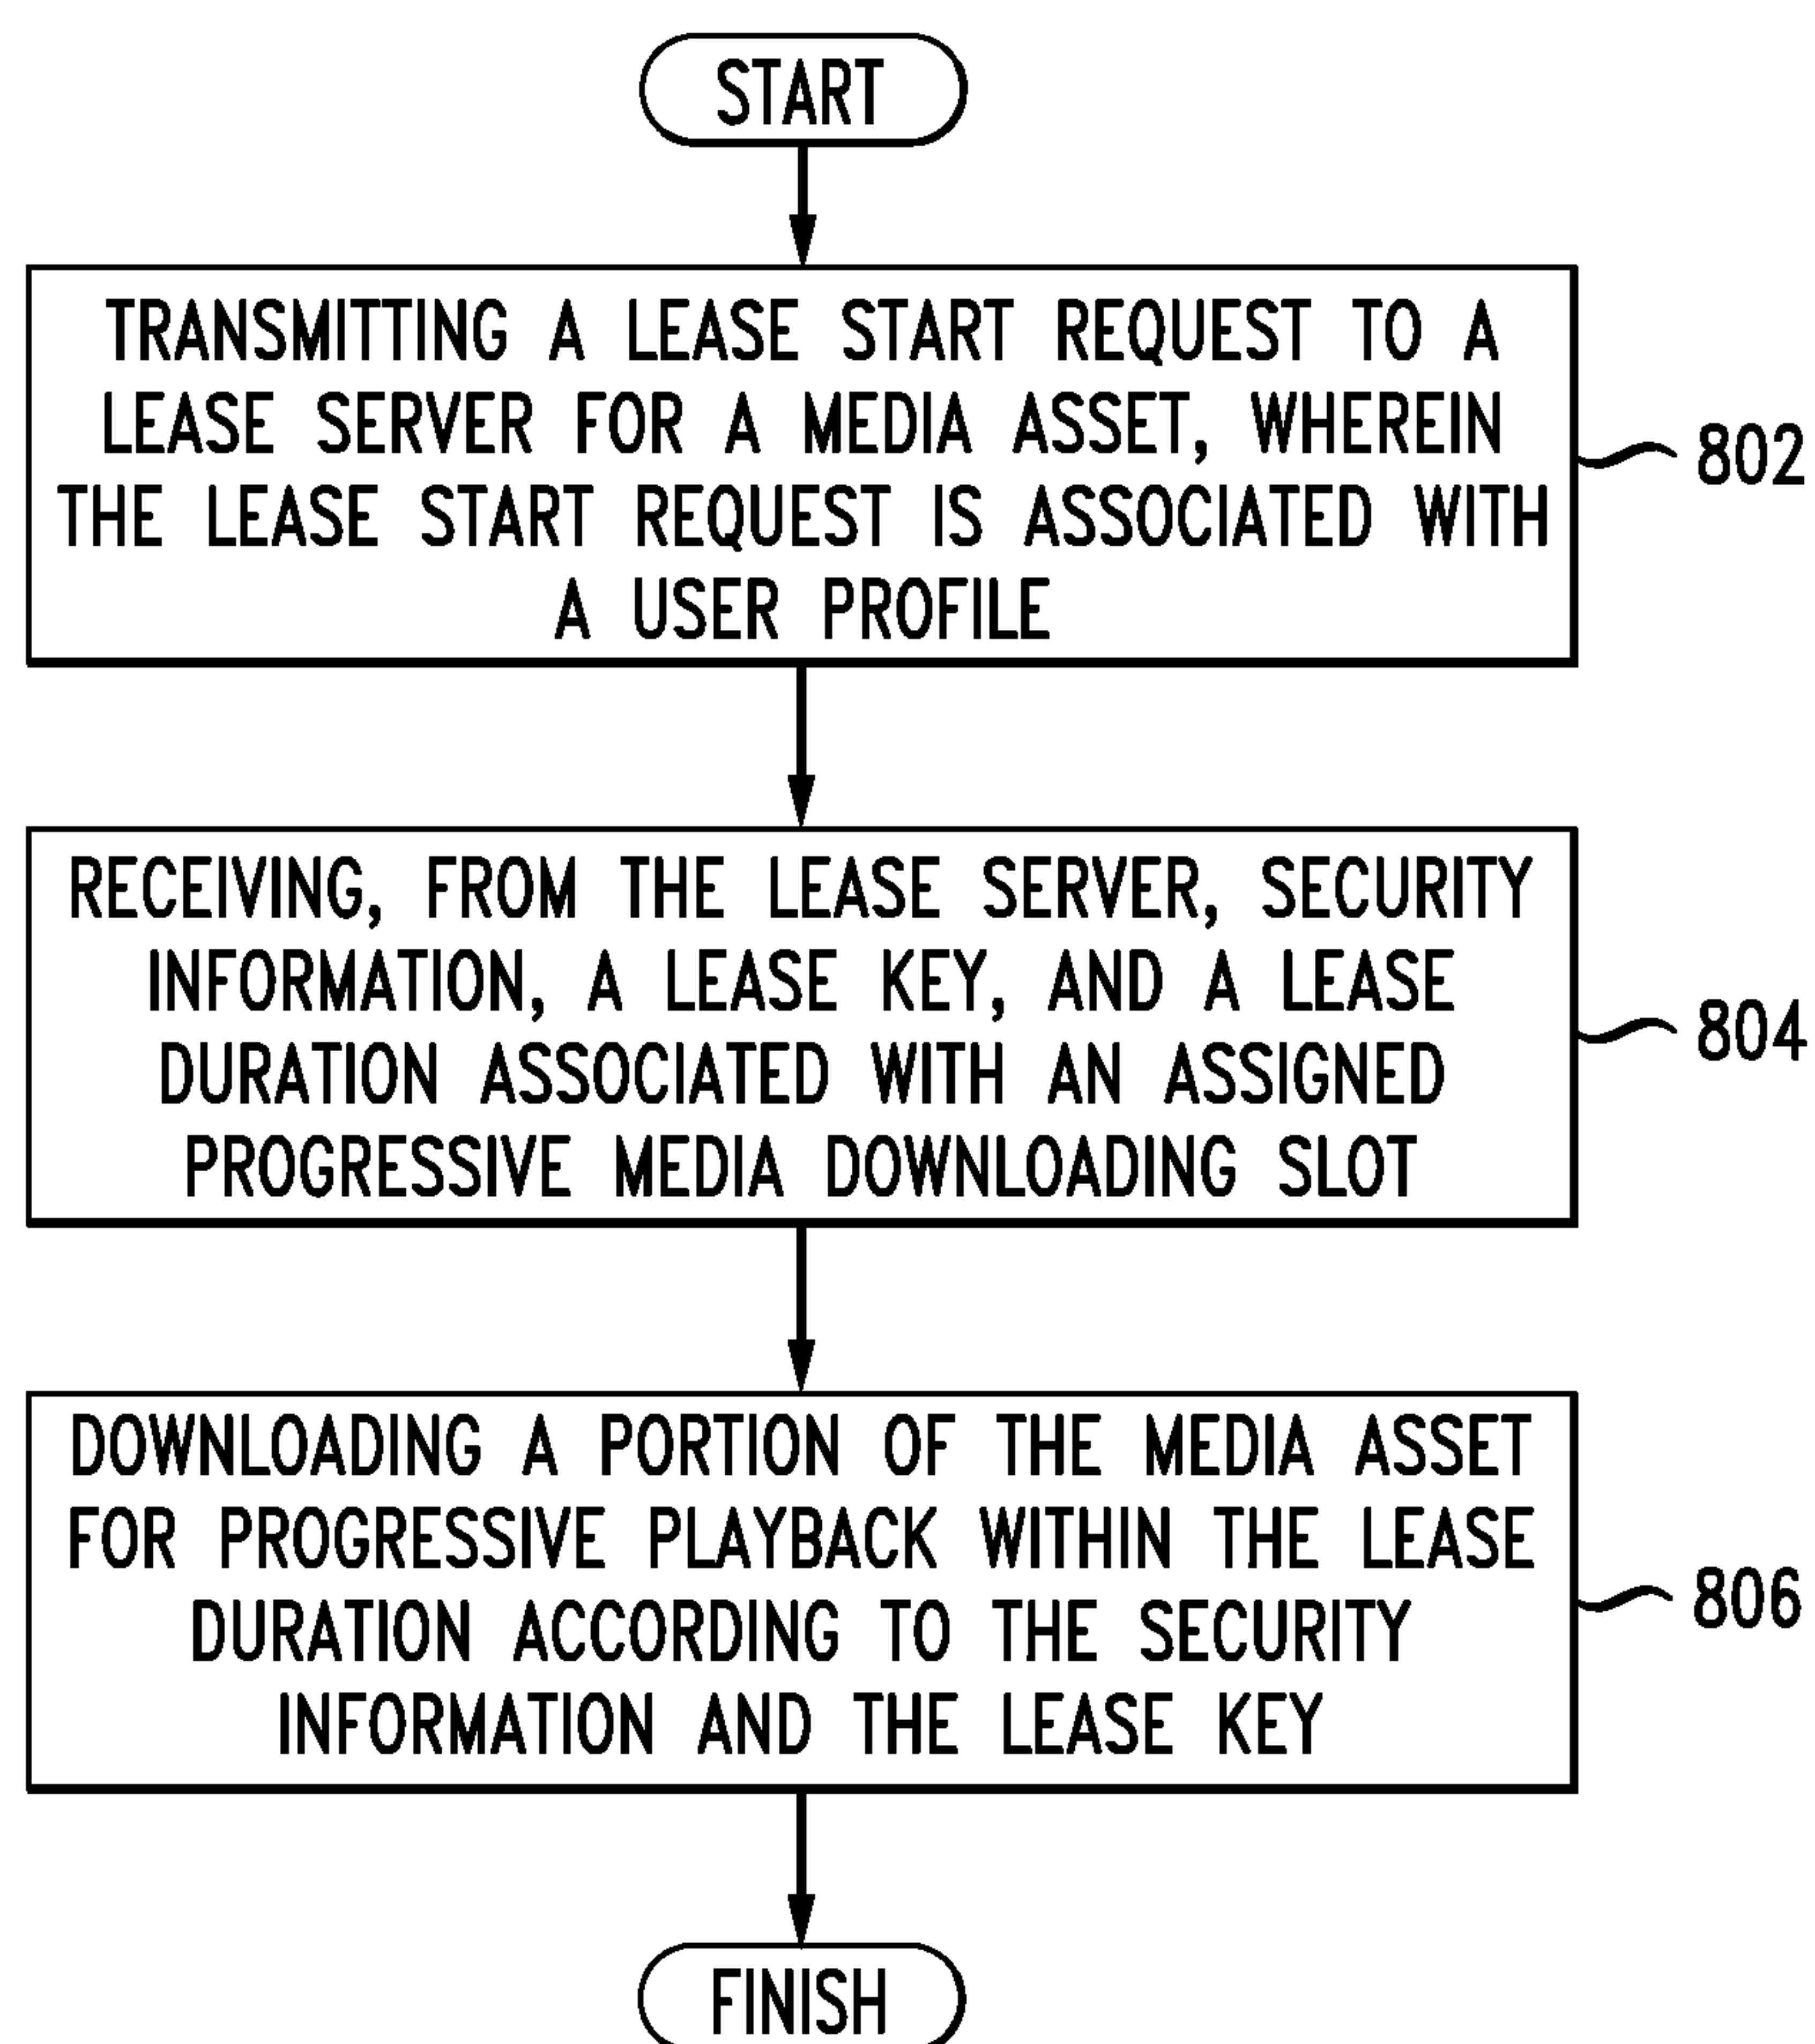 START
TRANSMITTING A LEASE START REQUEST TO A
LEASE SERVER FOR A MEDIA ASSET, WHEREIN
THE LEASE START REQUEST IS ASSOCIATED WITH
A USER PROFILE
802
RECEIVING, FROM THE LEASE SERVER, SECURITY
INFORMATION, A LEASE KEY, AND A LEASE
DURATION ASSOCIATED WITH AN ASSIGNED
PROGRESSIVE MEDIA DOWNLOADING SLOT
804
DOWNLOADING A PORTION OF THE MEDIA ASSET
FOR PROGRESSIVE PLAYBACK WITHIN THE LEASE
DURATION ACCORDING TO THE SECURITY
INFORMATION AND THE LEASE KEY
806
FINISH